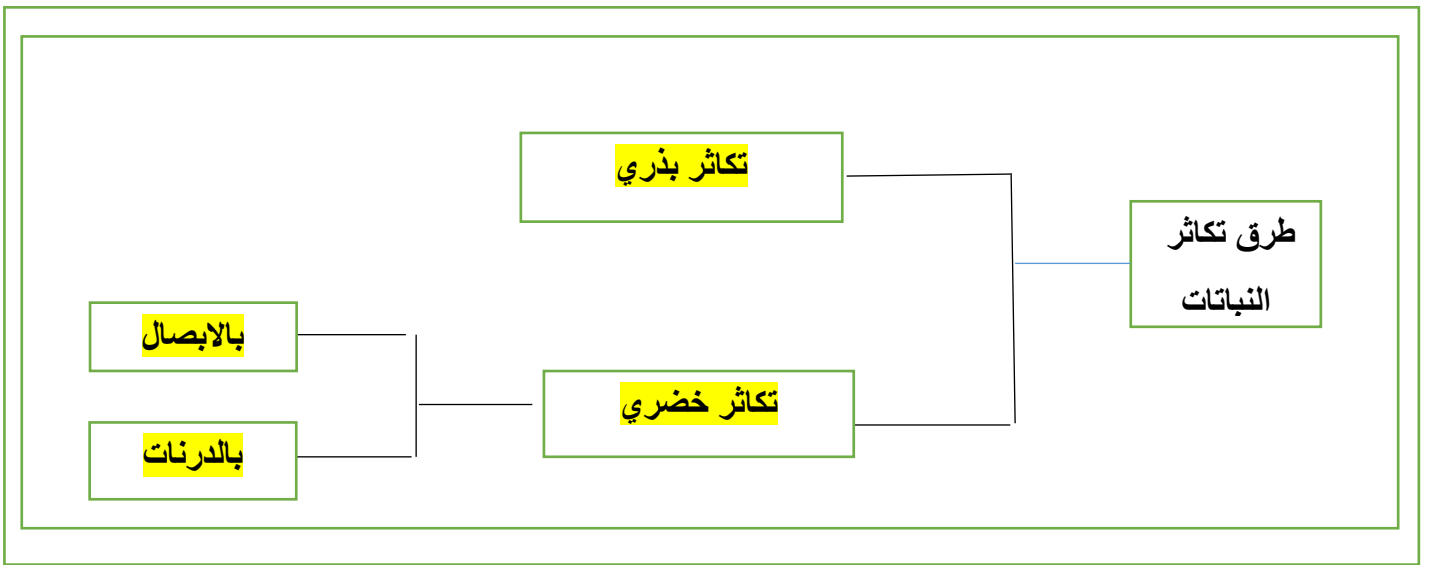 طرق تكاثر
النباتات
تكاثر بذري
تكاثر خضري
بالابصال
بالدرنات